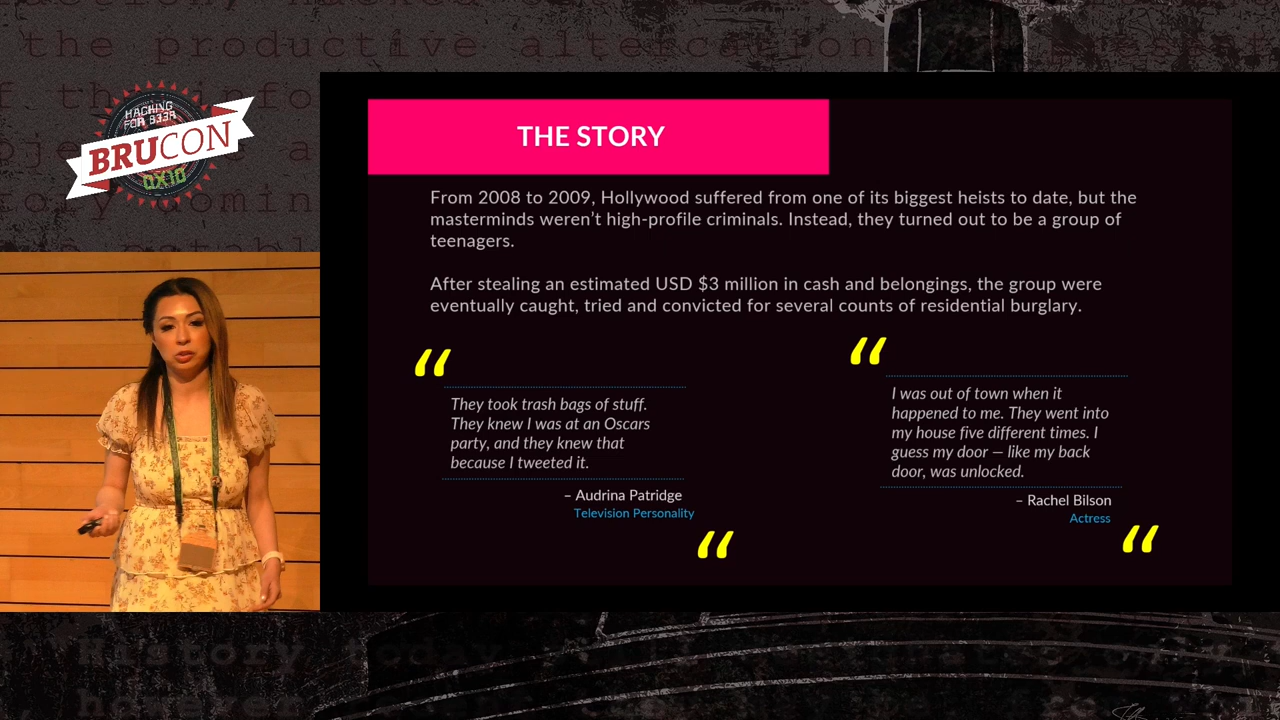 the productive altercation
HACKING
FOR B33R
BRUCON
0X10
THE STORY
From 2008 to 2009, Hollywood suffered from one of its biggest heists to date, but the
masterminds weren’t high-profile criminals. Instead, they turned out to be a group of
teenagers.
After stealing an estimated USD $3 million in cash and belongings, the group were
eventually caught, tried and convicted for several counts of residential burglary.
“
They took trash bags of stuff.
They knew I was at an Oscars
party, and they knew that
because I tweeted it.
– Audrina Patridge
Television Personality
“
“
I was out of town when it
happened to me. They went into
my house five different times. I
guess my door — like my back
door, was unlocked.
– Rachel Bilson
Actress
“
History today
however